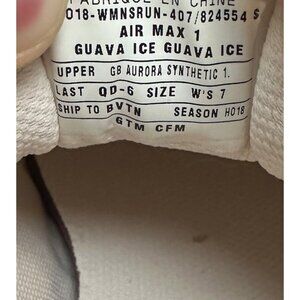 FABRIQUE EN CHINE
HO18-WMNSRUN-407/824554 S
AIR MAX 1
GUAVA ICE GUAVA ICE
UPPER GB AURORA SYNTHETIC 1.
LAST QD-6 SIZE W'S 7
SHIP TO BVTN SEASON HO18
GTM CFM